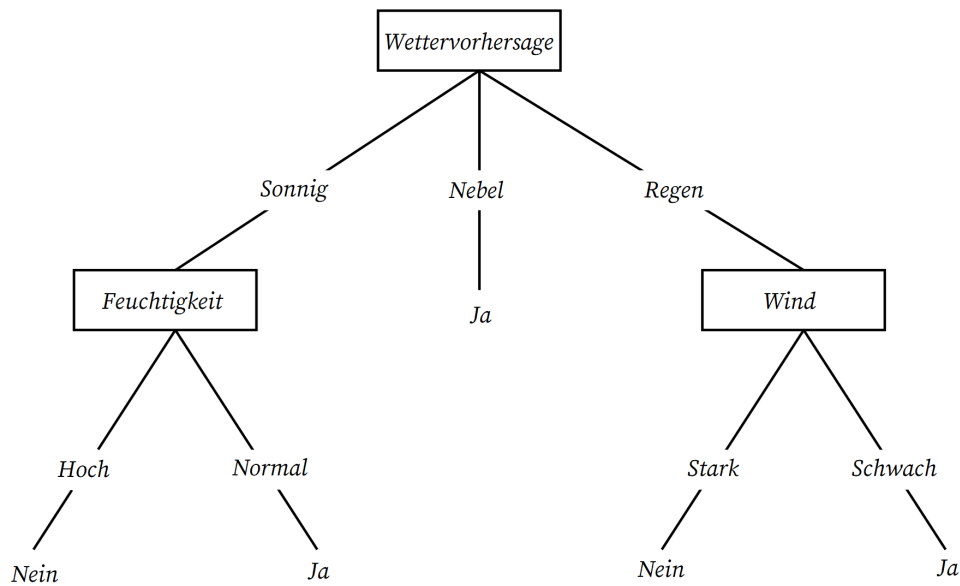 Wettervorhersage
Sonnig
Nebel
Regen
Feuchtigkeit
Ja
Wind
Hoch
Normal
Stark
Schwach
Nein
Ja
Nein
Ja